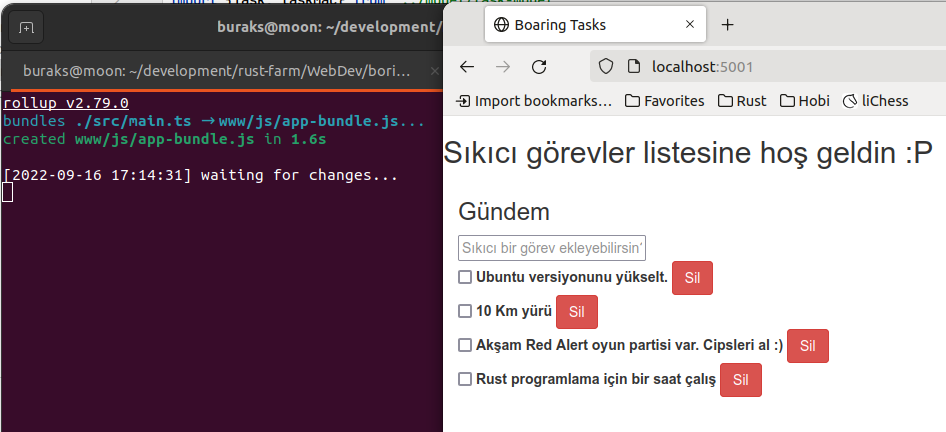 buraks@moon: ~/development/
buraks@moon: ~/development/rust-farm/WebDev/bori…
rollup v2.79.0
bundles ./src/main.ts → www/js/app-bundle.js...
created www/js/app-bundle.js in 1.6s
[2022-09-16 17:14:31] waiting for changes...
Boaring Tasks
localhost:5001
Import bookmarks… Favorites Rust Hobi liChess
Sıkıcı görevler listesine hoş geldin :P
Gündem
Sıkıcı bir görev ekleyebilirsin
Ubuntu versiyonunu yükselt. Sil
10 Km yürü Sil
Akşam Red Alert oyun partisi var. Cipsleri al :) Sil
Rust programlama için bir saat çalış Sil